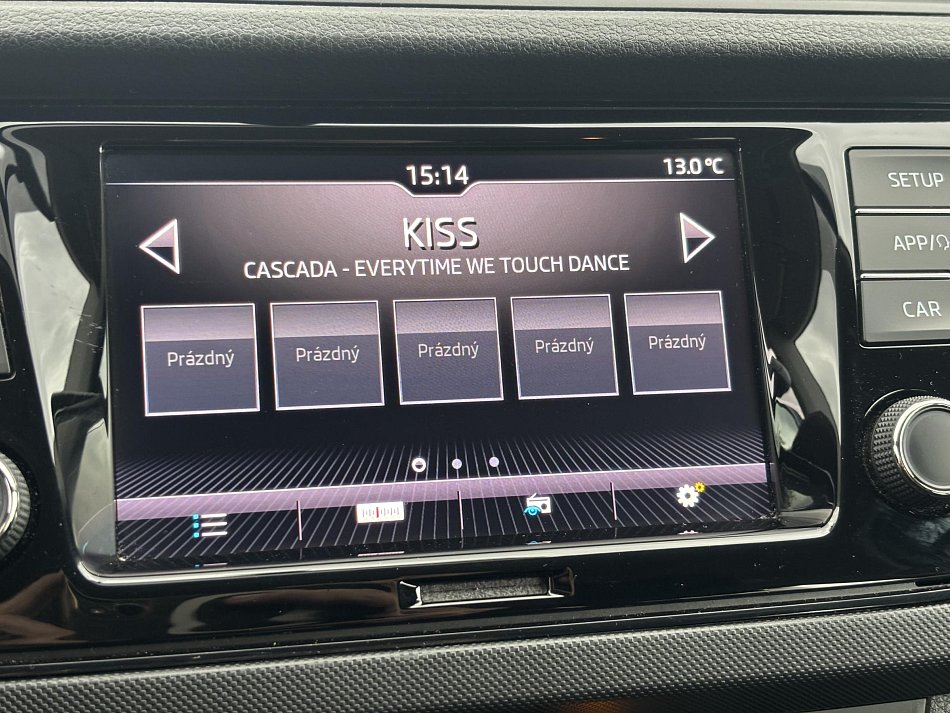 15:14
13.0 °C
KISS
CASCADA - EVERYTIME WE TOUCH DANCE
Prázdný
Prázdný
Prázdný
Prázdný
Prázdný
SETUP
APP/
CAR